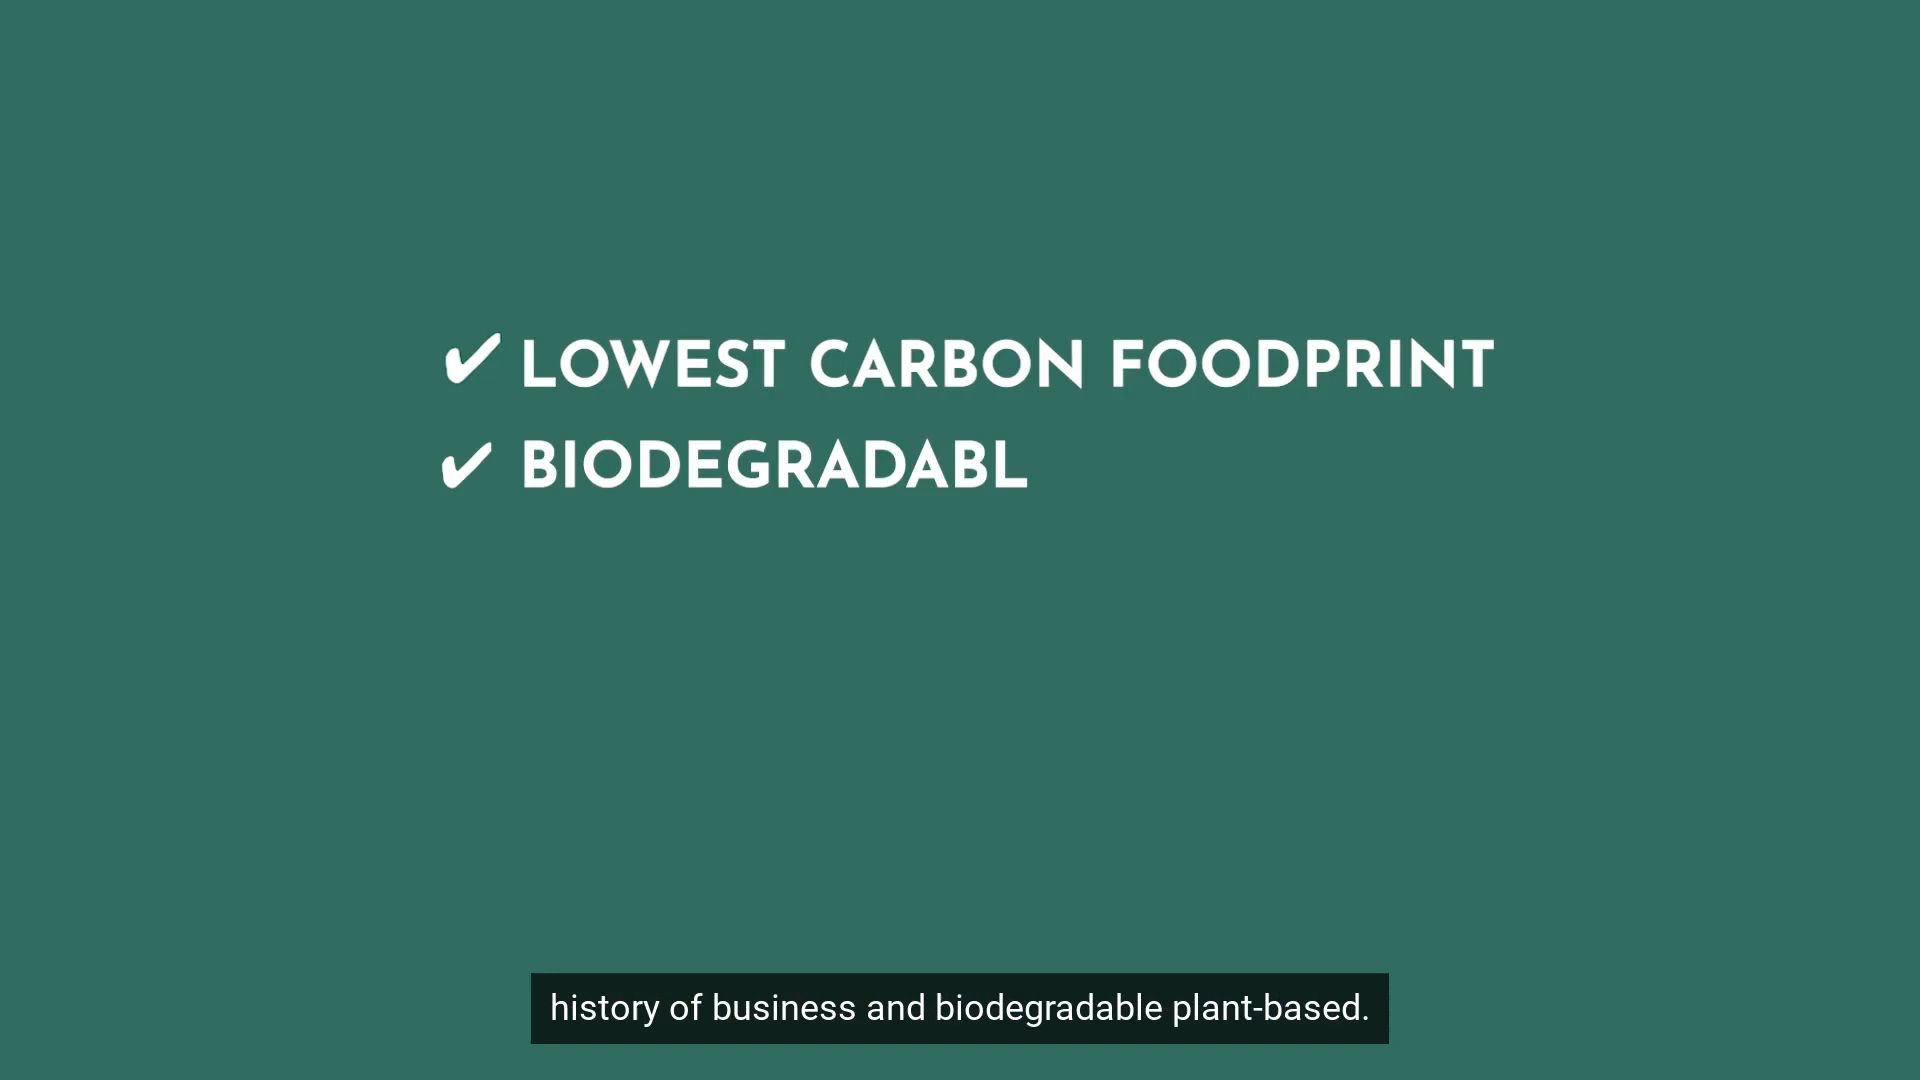 ✔ LOWEST CARBON FOODPRINT
✔ BIODEGRADABL
history of business and biodegradable plant-based.